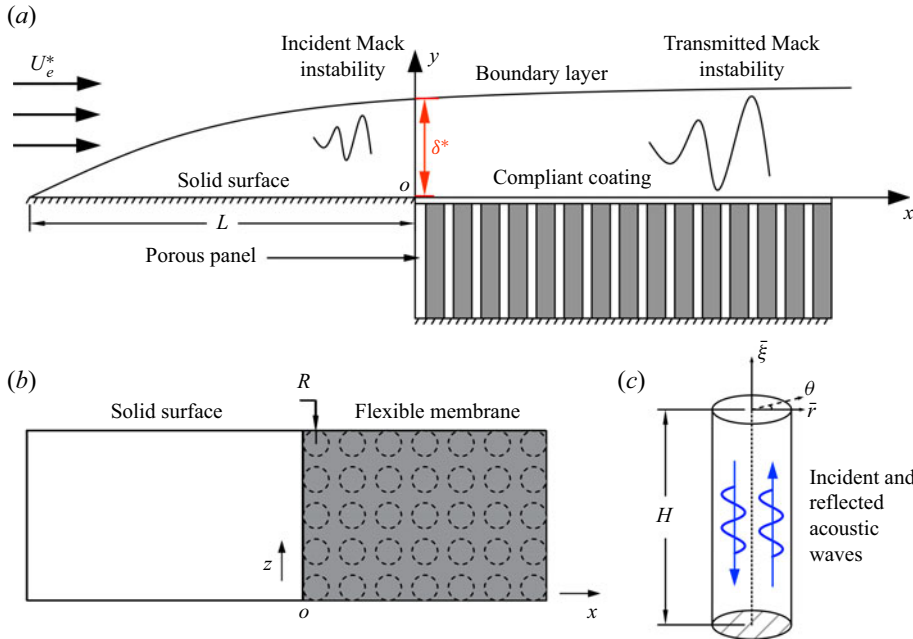 (a)
U*e
Incident Mack
instability
y
Boundary layer
Transmitted Mack
instability
δ*
Solid surface
o
Compliant coating
x
L
Porous panel
(b)
R
Solid surface
Flexible membrane
z
o
x
(c)
ξ̄
θ
r̄
H
Incident and
reflected
acoustic
waves